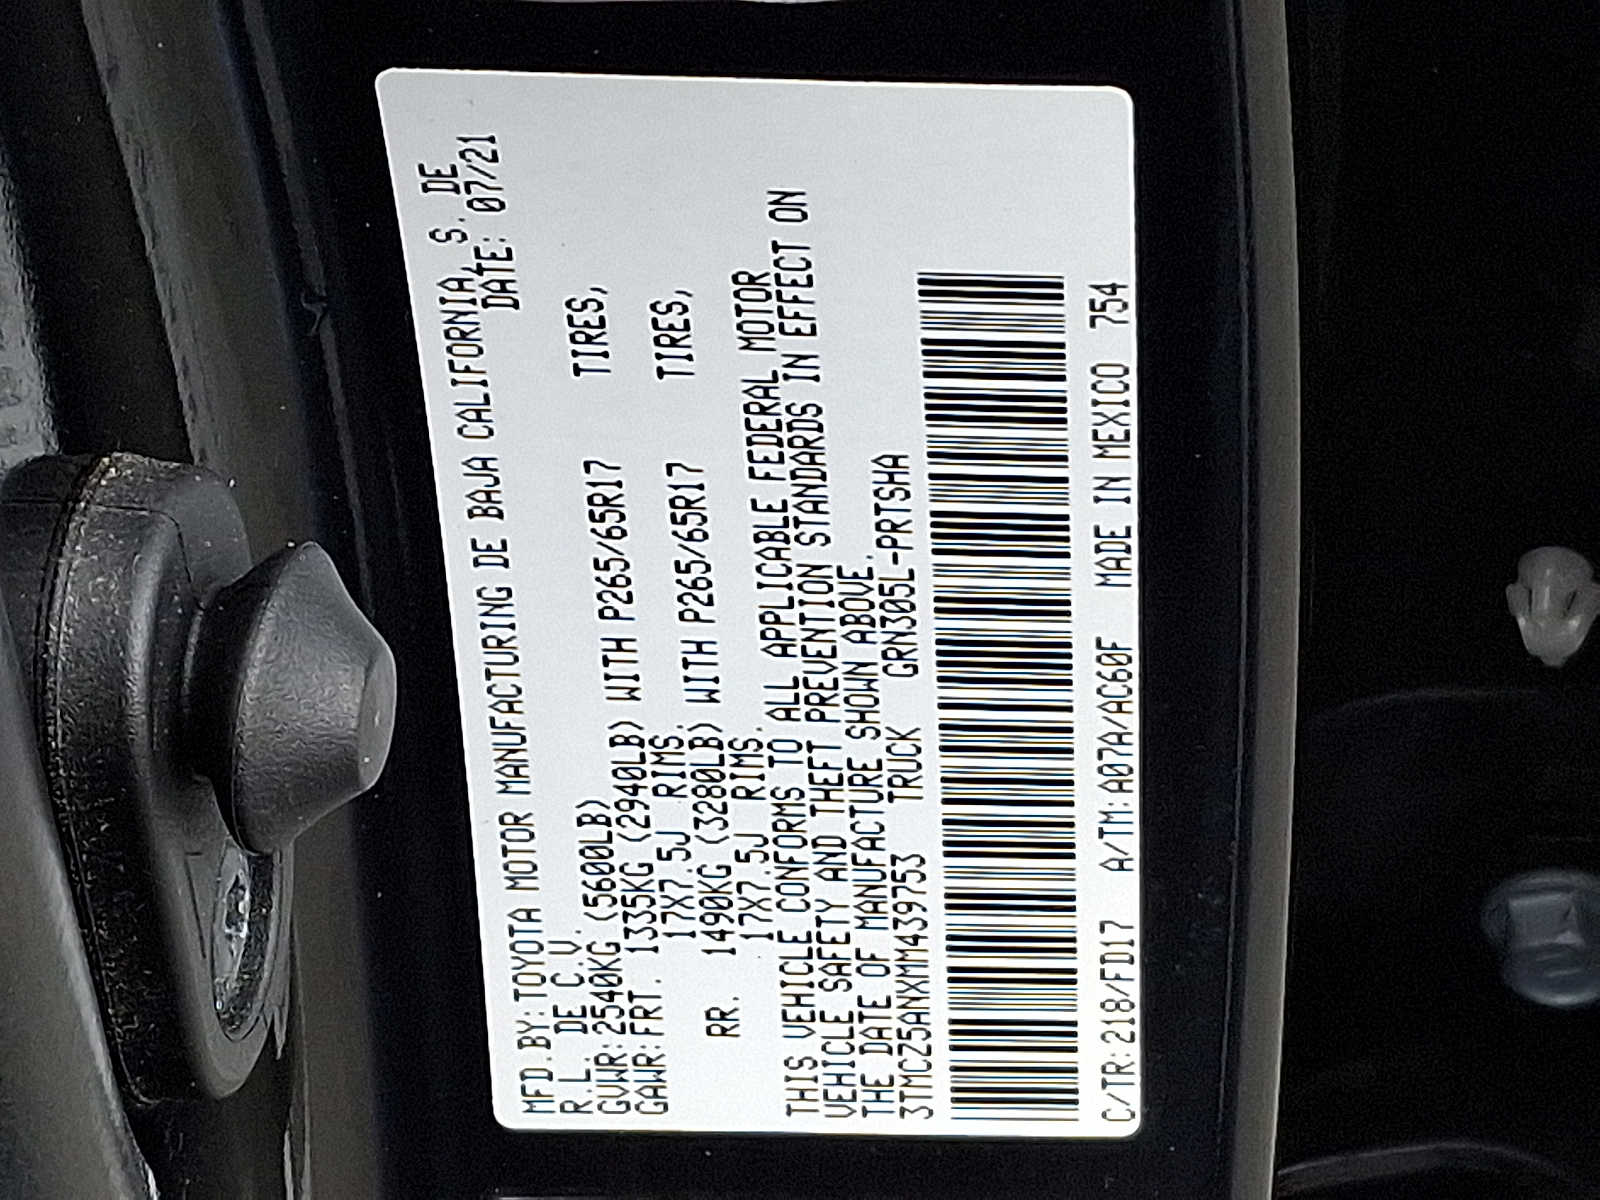 MFD.BY:TOYOTA MOTOR MANUFACTURING DE BAJA CALIFORNIA, S. DE
R.L. DE C.V. DATE: 07/21
GVWR:2540KG (5600LB)
GAWR:FRT. 1335KG (2940LB) WITH P265/65R17 TIRES,
17X7.5J RIMS.
RR. 1490KG (3280LB) WITH P265/65R17 TIRES,
17X7.5J RIMS.
THIS VEHICLE CONFORMS TO ALL APPLICABLE FEDERAL MOTOR
VEHICLE SAFETY AND THEFT PREVENTION STANDARDS IN EFFECT ON
THE DATE OF MANUFACTURE SHOWN ABOVE.
3TMCZ5ANXMM439753 TRUCK GRN305L-PRTSHA
C/TR:218/FD17 A/TM:A07A/AC60F MADE IN MEXICO 754